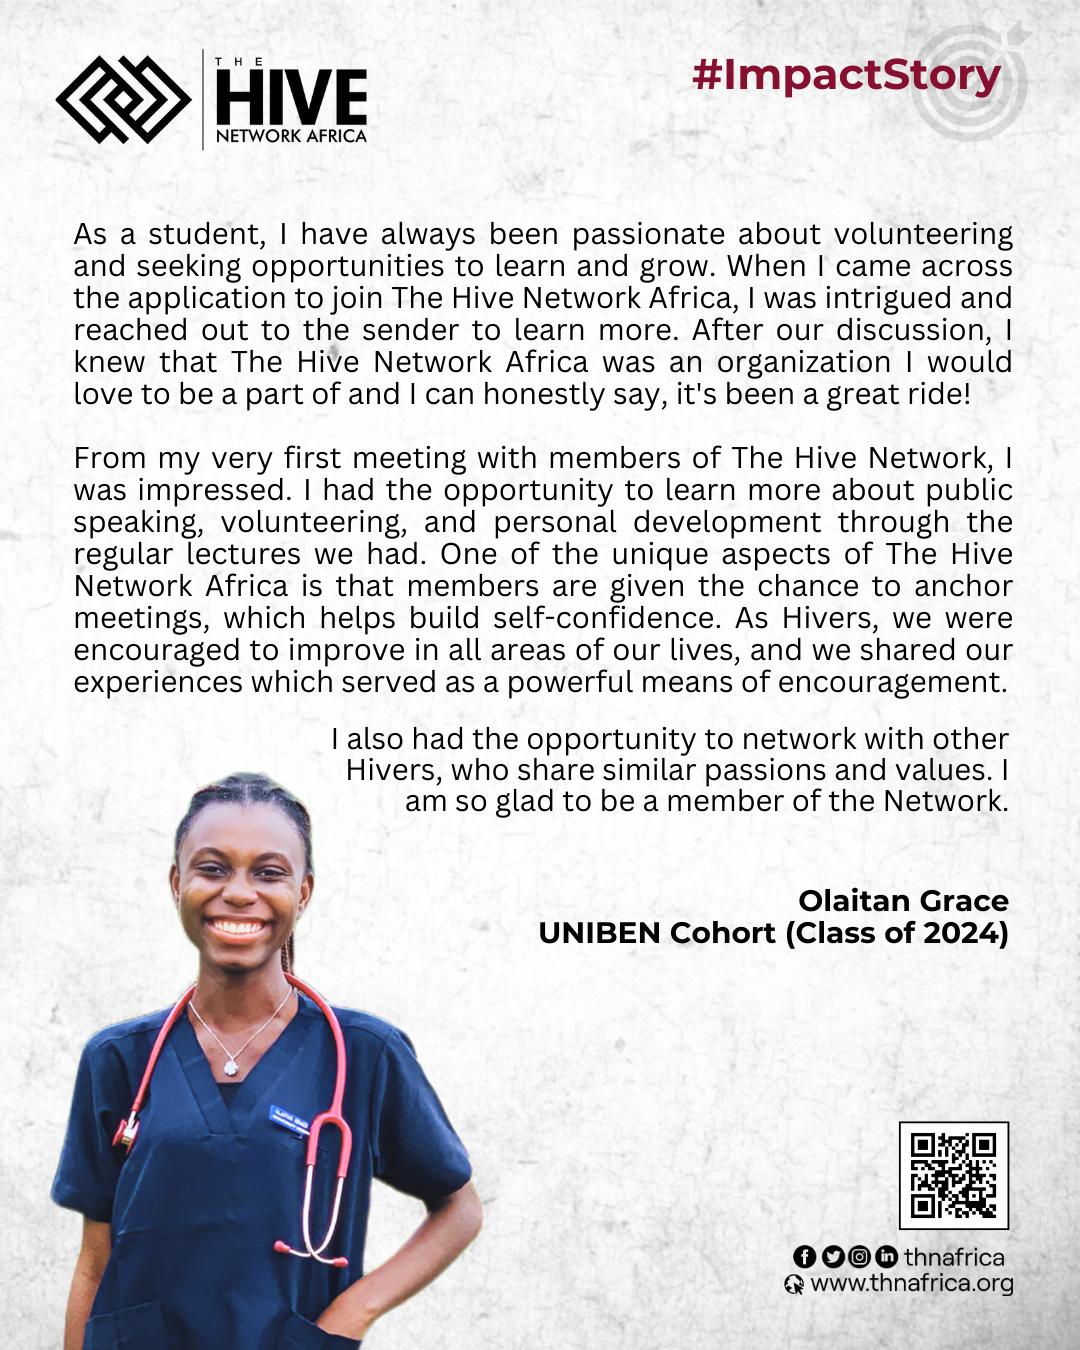 THE
HIVE
NETWORK AFRICA
#ImpactStory
As a student, I have always been passionate about volunteering
and seeking opportunities to learn and grow. When I came across
the application to join The Hive Network Africa, I was intrigued and
reached out to the sender to learn more. After our discussion, I
knew that The Hive Network Africa was an organization I would
love to be a part of and I can honestly say, it's been a great ride!
From my very first meeting with members of The Hive Network, I
was impressed. I had the opportunity to learn more about public
speaking, volunteering, and personal development through the
regular lectures we had. One of the unique aspects of The Hive
Network Africa is that members are given the chance to anchor
meetings, which helps build self-confidence. As Hivers, we were
encouraged to improve in all areas of our lives, and we shared our
experiences which served as a powerful means of encouragement.
I also had the opportunity to network with other
Hivers, who share similar passions and values. I
am so glad to be a member of the Network.
Olaitan Grace
UNIBEN Cohort (Class of 2024)
thnafrica
www.thnafrica.org